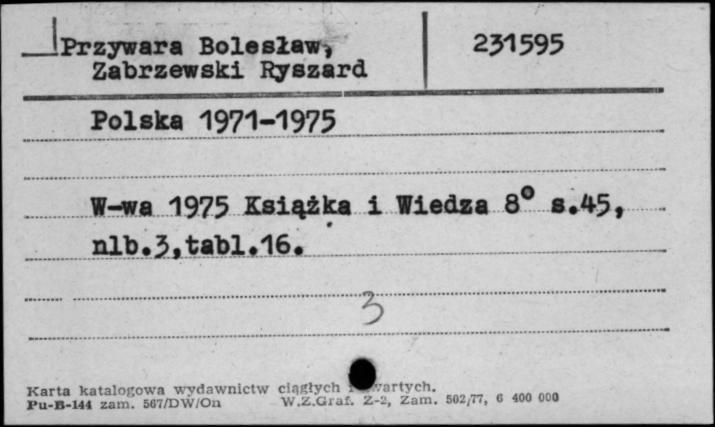 Przywara Bolesław, 231595
Zabrzewski Ryszard
Polska 1971-1975
W-wa 1975 Książka i Wiedza 8° s.45,
nlb.3,tabl.16.
3
Karta katalogowa wydawnictw ciągłych
Pu-B-144 zam. 567/DW/On W.Z.Graf. Z-2, Zam. 502/77, 6 400 000